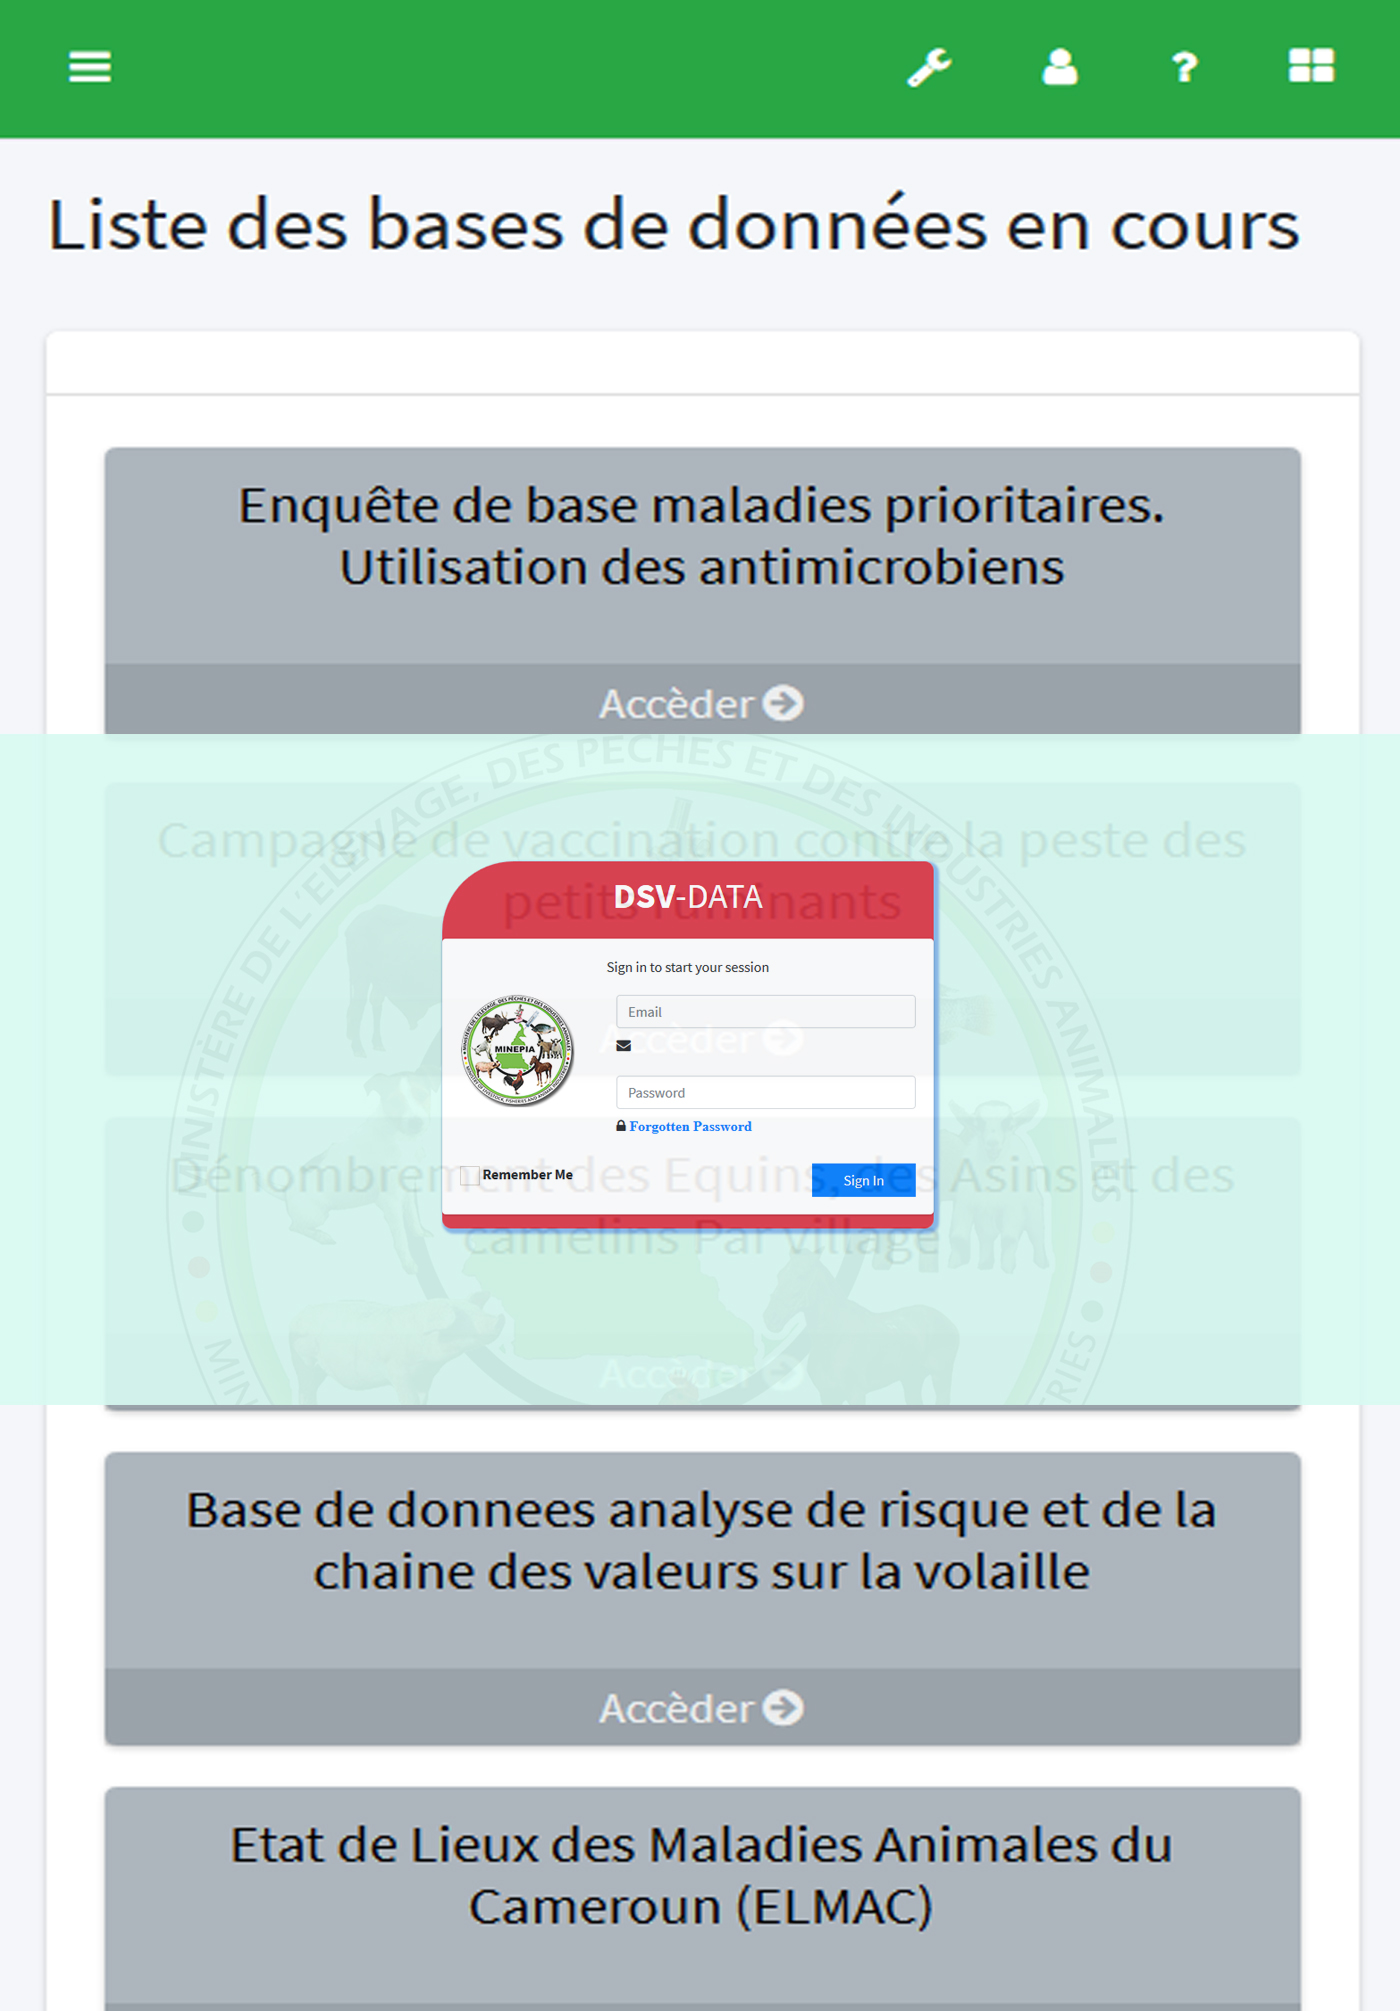 Liste des bases de données en cours
Enquête de base maladies prioritaires.
Utilisation des antimicrobiens
Accèder
MINISTÈRE DE L'ELEVAGE, DES PÊCHES ET DES INDUSTRIES ANIMALES
Campagne de vaccination contre la peste des
petits ruminants
DSV-DATA
Sign in to start your session
Email
Accèder
MINEPIA
Password
Forgotten Password
Remember Me
Sign In
Dénombrement des Equins, des Asins et des
camelins Par village
Accèder
Base de donnees analyse de risque et de la
chaine des valeurs sur la volaille
Accèder
Etat de Lieux des Maladies Animales du
Cameroun (ELMAC)